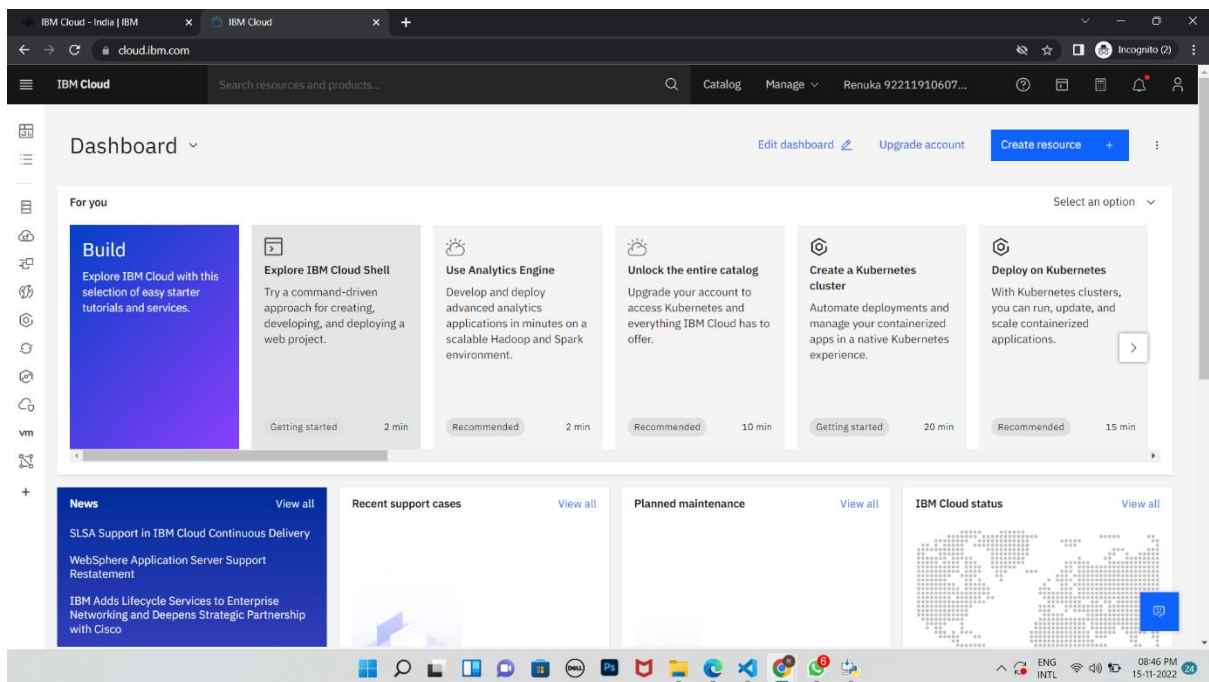 IBM Cloud - India | IBM
IBM Cloud
cloud.ibm.com
Incognito (2)
IBM Cloud
Search resources and products...
Catalog
Manage
Renuka 92211910607...
Dashboard
Edit dashboard
Upgrade account
Create resource +
For you
Select an option
Build
Explore IBM Cloud with this
selection of easy starter
tutorials and services.
Explore IBM Cloud Shell
Try a command-driven
approach for creating,
developing, and deploying a
web project.
Getting started
2 min
Use Analytics Engine
Develop and deploy
advanced analytics
applications in minutes on a
scalable Hadoop and Spark
environment.
Recommended
2 min
Unlock the entire catalog
Upgrade your account to
access Kubernetes and
everything IBM Cloud has to
offer.
Recommended
10 min
Create a Kubernetes
cluster
Automate deployments and
manage your containerized
apps in a native Kubernetes
experience.
Getting started
20 min
Deploy on Kubernetes
With Kubernetes clusters,
you can run, update, and
scale containerized
applications.
Recommended
15 min
vm
News
View all
SLSA Support in IBM Cloud Continuous Delivery
WebSphere Application Server Support
Restatement
IBM Adds Lifecycle Services to Enterprise
Networking and Deepens Strategic Partnership
with Cisco
Recent support cases
View all
Planned maintenance
View all
IBM Cloud status
View all
DELL
Ps
6
ENG
INTL
08:46 PM
15-11-2022
24